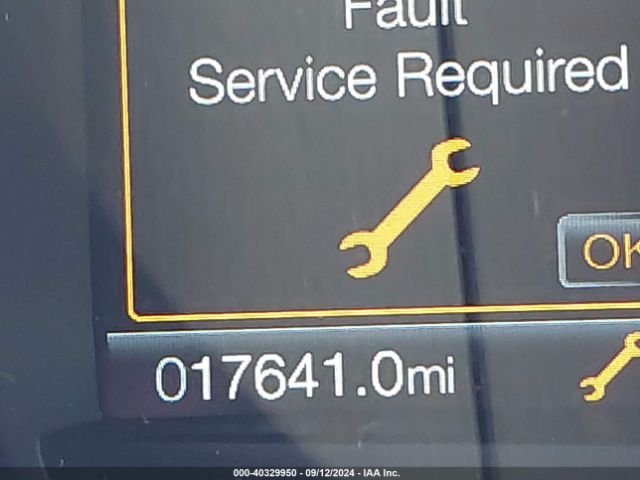 Fault
Service Required
OK
017641.0mi
000-40329950 - 09/12/2024 - IAA Inc.